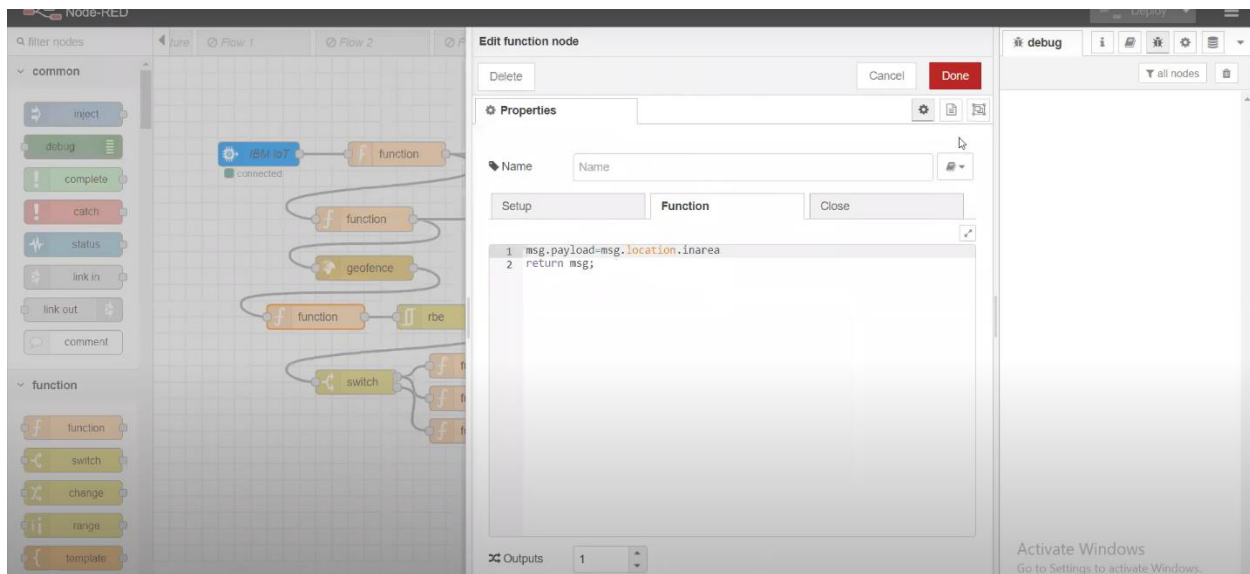 Node-RED
Deploy
filter nodes
common
inject
debug
complete
catch
status
link in
link out
comment
function
function
switch
change
range
template
ture
Flow 1
Flow 2
IBM IoT
connected
function
function
geofence
function
rbe
switch
Edit function node
Delete
Cancel
Done
Properties
Name
Name
Setup
Function
Close
1 msg.payload=msg.location.inarea
2 return msg;
Outputs
1
debug
i
all nodes
Activate Windows
Go to Settings to activate Windows.